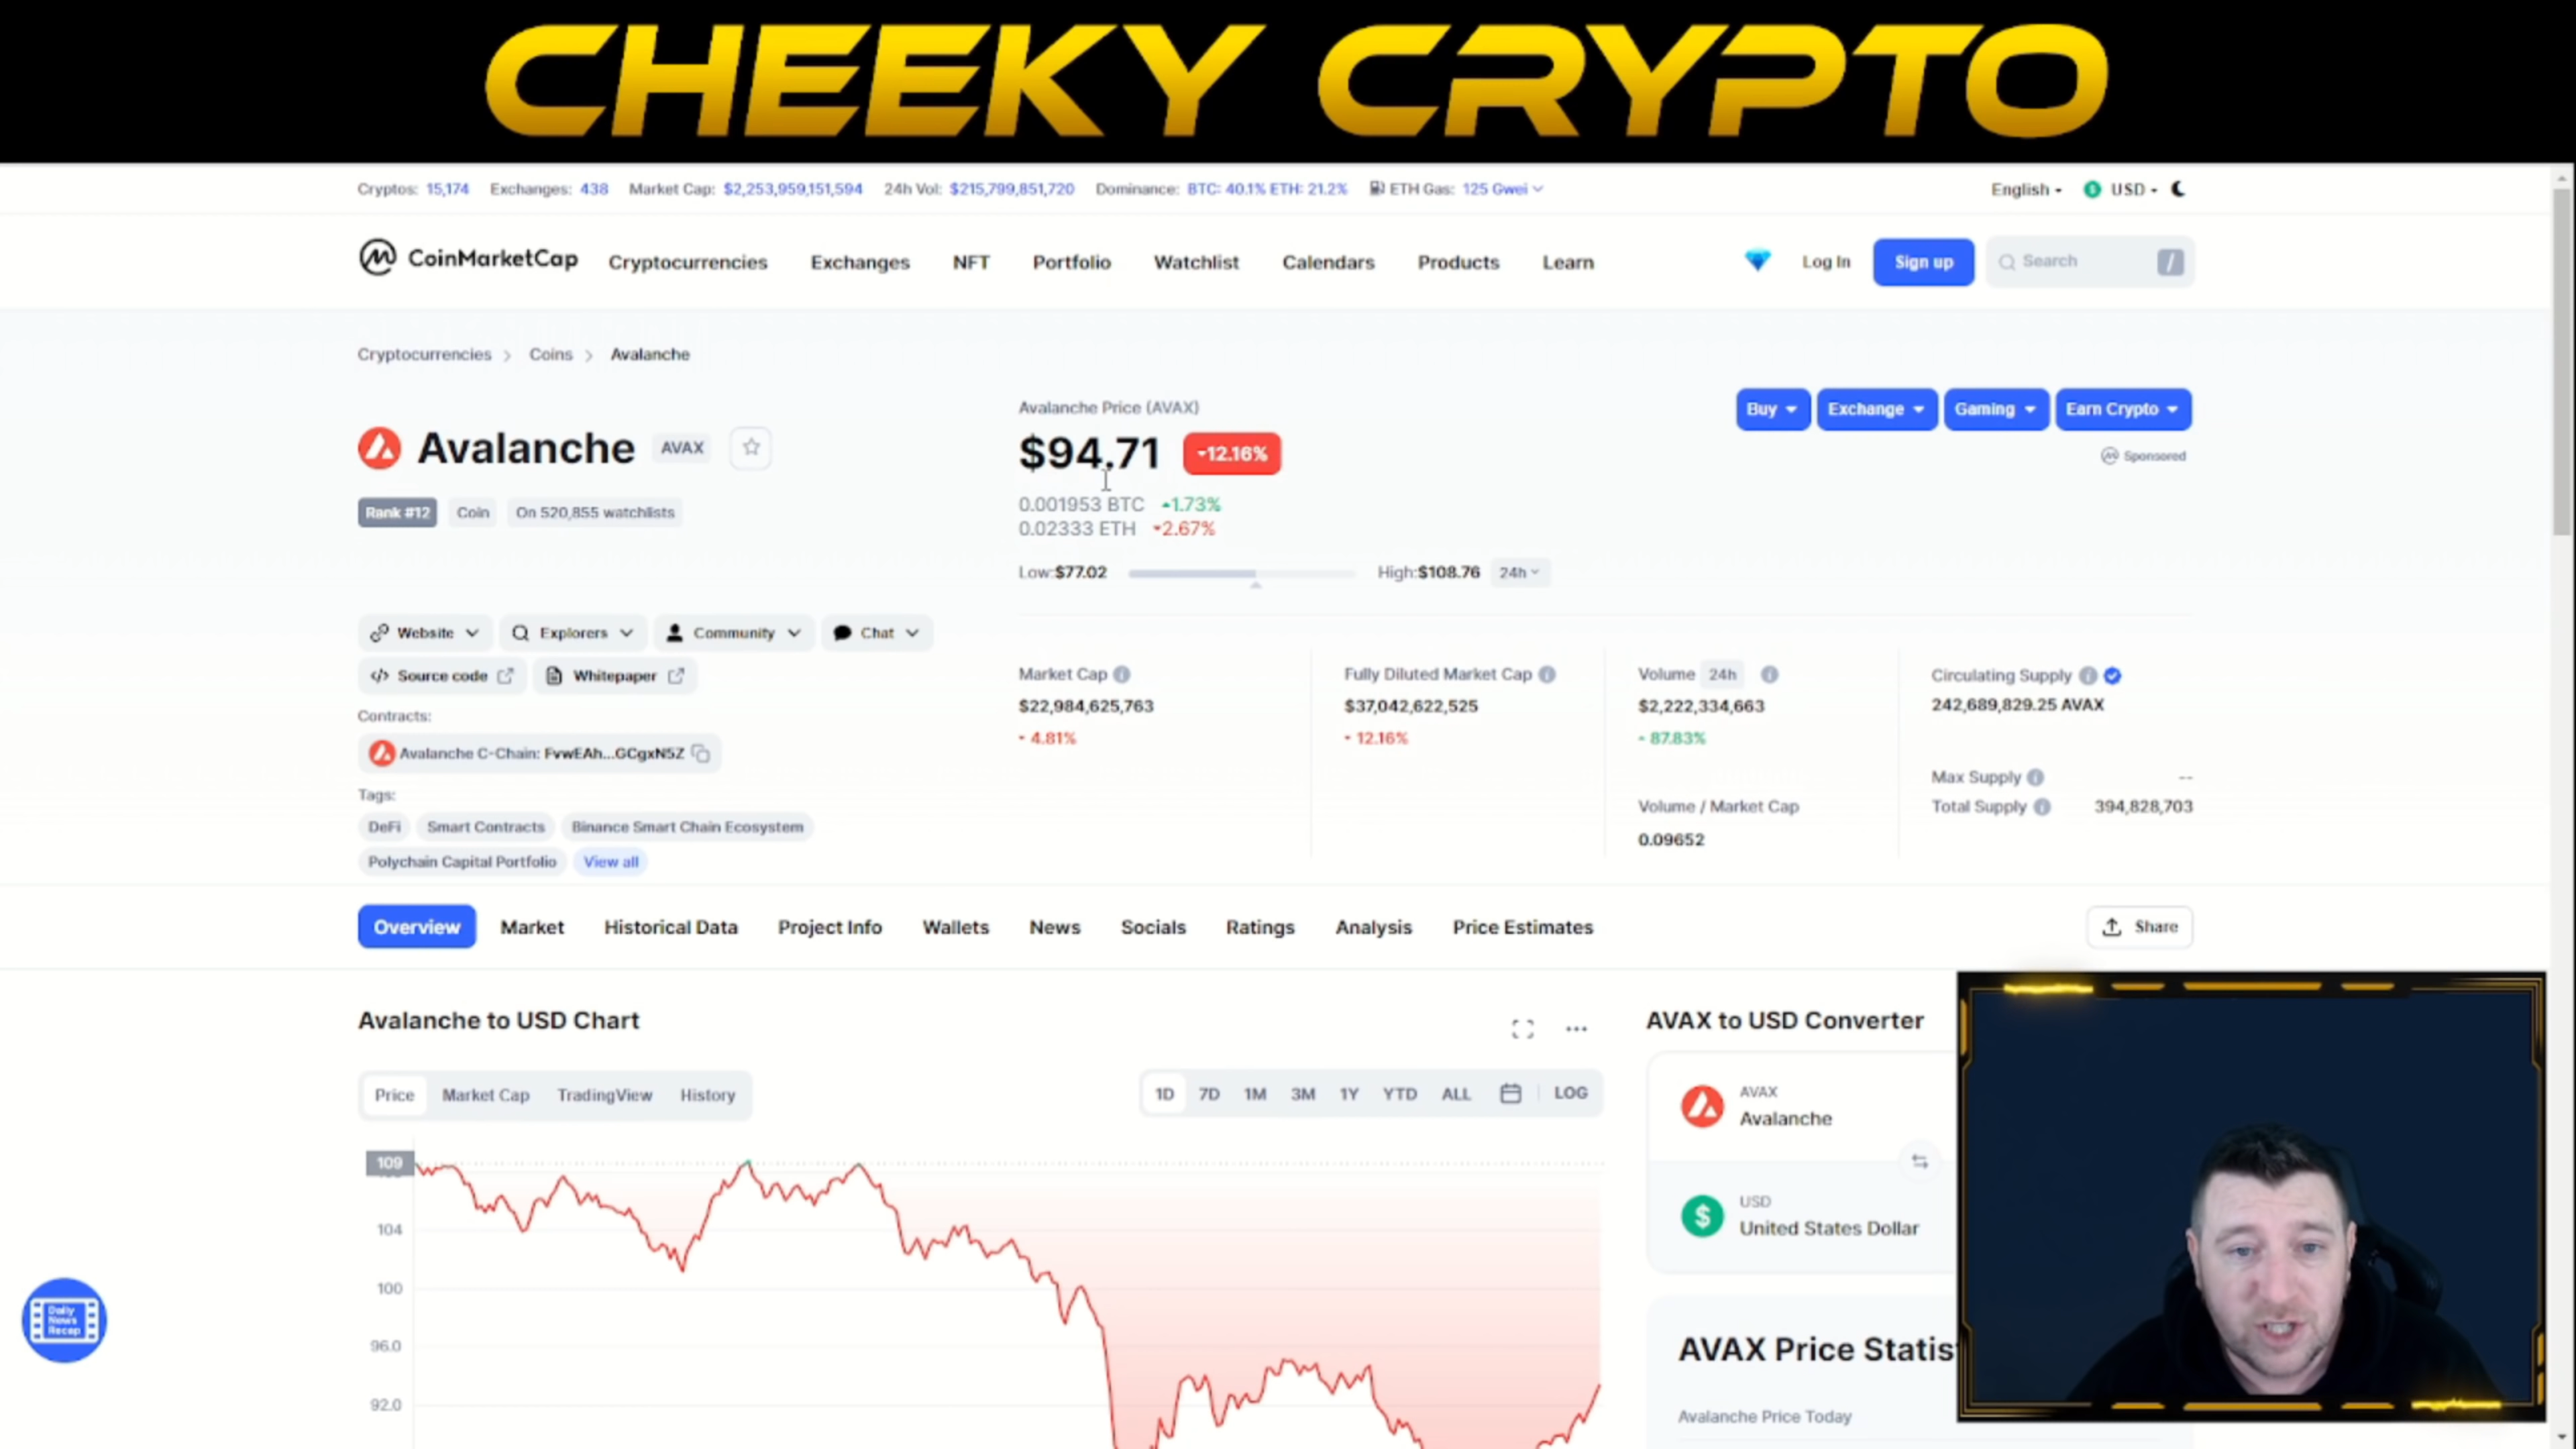 CHEEKY CRYPTO
Cryptos: 15,174 Exchanges: 438 Market Cap: $2,253,959,151,594 24h Vol: $215,799,851,720 Dominance: BTC: 40.1% ETH: 21.2% ETH Gas: 125 Gwei English USD
CoinMarketCap Cryptocurrencies Exchanges NFT Portfolio Watchlist Calendars Products Learn Log In Sign up Search /
Cryptocurrencies > Coins > Avalanche
Avalanche Price (AVAX)
Buy Exchange Gaming Earn Crypto
Avalanche AVAX $94.71 12.16%
Sponsored
Rank #12 Coin On 520,855 watchlists
0.001953 BTC 1.73%
0.02333 ETH 2.67%
Low:$77.02 High:$108.76 24h
Website Explorers Community Chat
Source code Whitepaper
Market Cap Fully Diluted Market Cap Volume 24h Circulating Supply
$22,984,625,763 $37,042,622,525 $2,222,334,663 242,689,829.25 AVAX
4.81% 12.16% 87.83%
Contracts:
Avalanche C-Chain: FvwEAh...GCgxN5Z
Max Supply --
Volume / Market Cap Total Supply 394,828,703
0.09652
Tags:
DeFi Smart Contracts Binance Smart Chain Ecosystem
Polychain Capital Portfolio View all
Overview Market Historical Data Project Info Wallets News Socials Ratings Analysis Price Estimates Share
Avalanche to USD Chart
AVAX to USD Converter
Price Market Cap TradingView History 1D 7D 1M 3M 1Y YTD ALL LOG
AVAX
Avalanche
USD
United States Dollar
109
104
100
96.0
92.0
Daily
News
Recap
AVAX Price Statis
Avalanche Price Today